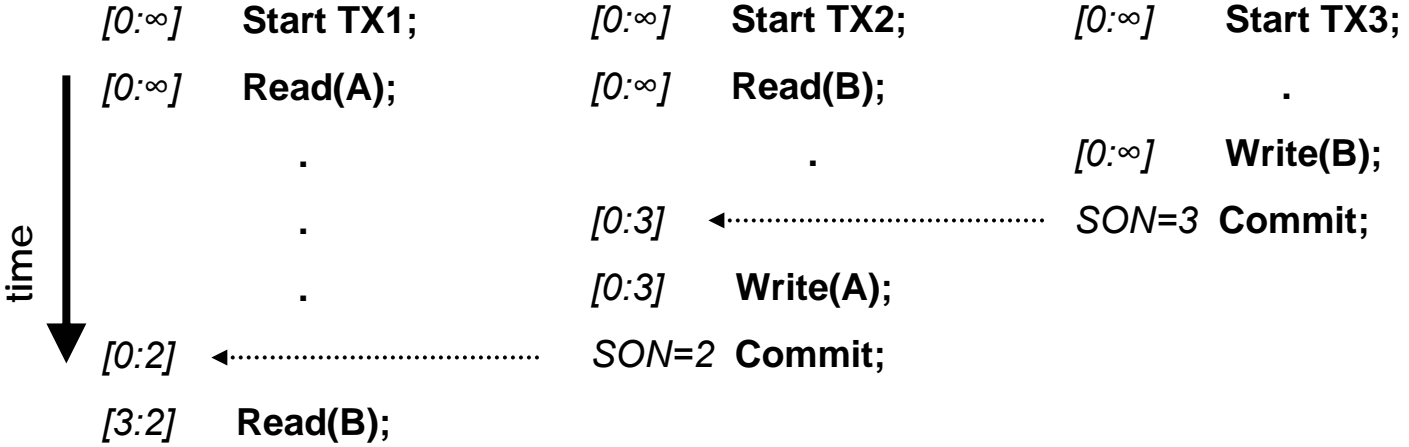 [0:∞] Start TX1; [0:∞] Start TX2; [0:∞] Start TX3;
[0:∞] Read(A); [0:∞] Read(B); .
. . [0:∞] Write(B);
. [0:3] SON=3 Commit;
. [0:3] Write(A);
[0:2] SON=2 Commit;
[3:2] Read(B);
time